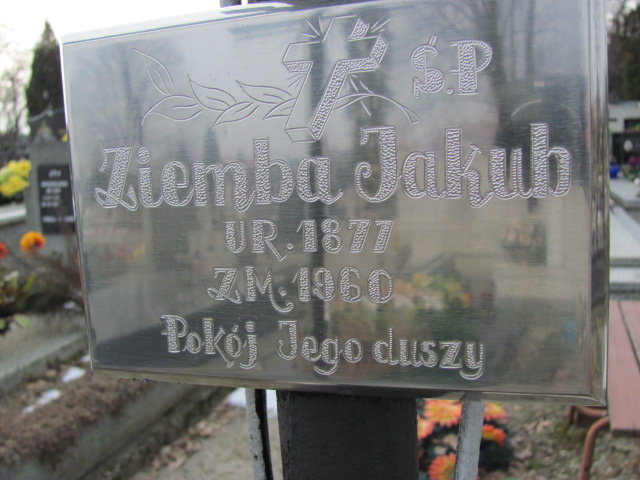 Ś.P
Ziemba Jakub
UR. 1877
ZM. 1960
Pokój Jego duszy